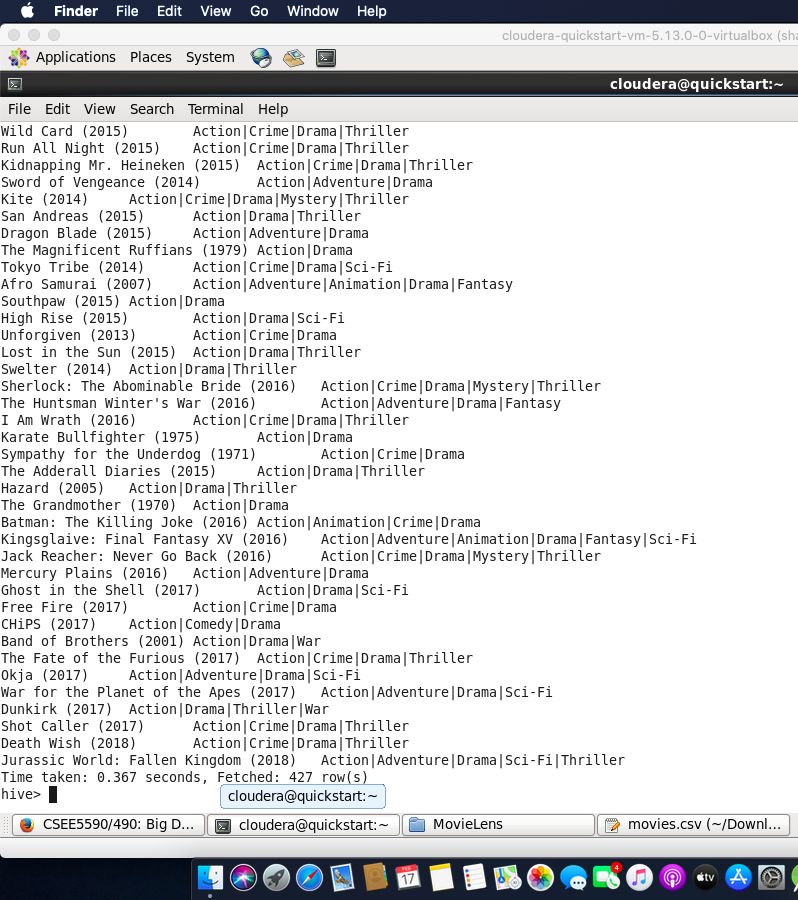 Finder File Edit View Go Window Help
cloudera-quickstart-vm-5.13.0-0-virtualbox
Applications Places System
cloudera@quickstart:~
File Edit View Search Terminal Help
Wild Card (2015) Action|Crime|Drama|Thriller
Run All Night (2015) Action|Crime|Drama|Thriller
Kidnapping Mr. Heineken (2015) Action|Crime|Drama|Thriller
Sword of Vengeance (2014) Action|Adventure|Drama
Kite (2014) Action|Crime|Drama|Mystery|Thriller
San Andreas (2015) Action|Drama|Thriller
Dragon Blade (2015) Action|Adventure|Drama
The Magnificent Ruffians (1979) Action|Drama
Tokyo Tribe (2014) Action|Crime|Drama|Sci-Fi
Afro Samurai (2007) Action|Adventure|Animation|Drama|Fantasy
Southpaw (2015) Action|Drama
High Rise (2015) Action|Drama|Sci-Fi
Unforgiven (2013) Action|Crime|Drama
Lost in the Sun (2015) Action|Drama|Thriller
Swelter (2014) Action|Drama|Thriller
Sherlock: The Abominable Bride (2016) Action|Crime|Drama|Mystery|Thriller
The Huntsman Winter's War (2016) Action|Adventure|Drama|Fantasy
I Am Wrath (2016) Action|Crime|Drama|Thriller
Karate Bullfighter (1975) Action|Drama
Sympathy for the Underdog (1971) Action|Crime|Drama
The Adderall Diaries (2015) Action|Drama|Thriller
Hazard (2005) Action|Drama|Thriller
The Grandmother (1970) Action|Drama
Batman: The Killing Joke (2016) Action|Animation|Crime|Drama
Kingsglaive: Final Fantasy XV (2016) Action|Adventure|Animation|Drama|Fantasy|Sci-Fi
Jack Reacher: Never Go Back (2016) Action|Crime|Drama|Mystery|Thriller
Mercury Plains (2016) Action|Adventure|Drama
Ghost in the Shell (2017) Action|Drama|Sci-Fi
Free Fire (2017) Action|Crime|Drama
CHiPS (2017) Action|Comedy|Drama
Band of Brothers (2001) Action|Drama|War
The Fate of the Furious (2017) Action|Crime|Drama|Thriller
Okja (2017) Action|Adventure|Drama|Sci-Fi
War for the Planet of the Apes (2017) Action|Adventure|Drama|Sci-Fi
Dunkirk (2017) Action|Drama|Thriller|War
Shot Caller (2017) Action|Crime|Drama|Thriller
Death Wish (2018) Action|Crime|Drama|Thriller
Jurassic World: Fallen Kingdom (2018) Action|Adventure|Drama|Sci-Fi|Thriller
Time taken: 0.367 seconds, Fetched: 427 row(s)
hive>
cloudera@quickstart:~
CSEE5590/490: Big D... cloudera@quickstart:~ MovieLens movies.csv (~/Downl...
FEB 17 4 tv